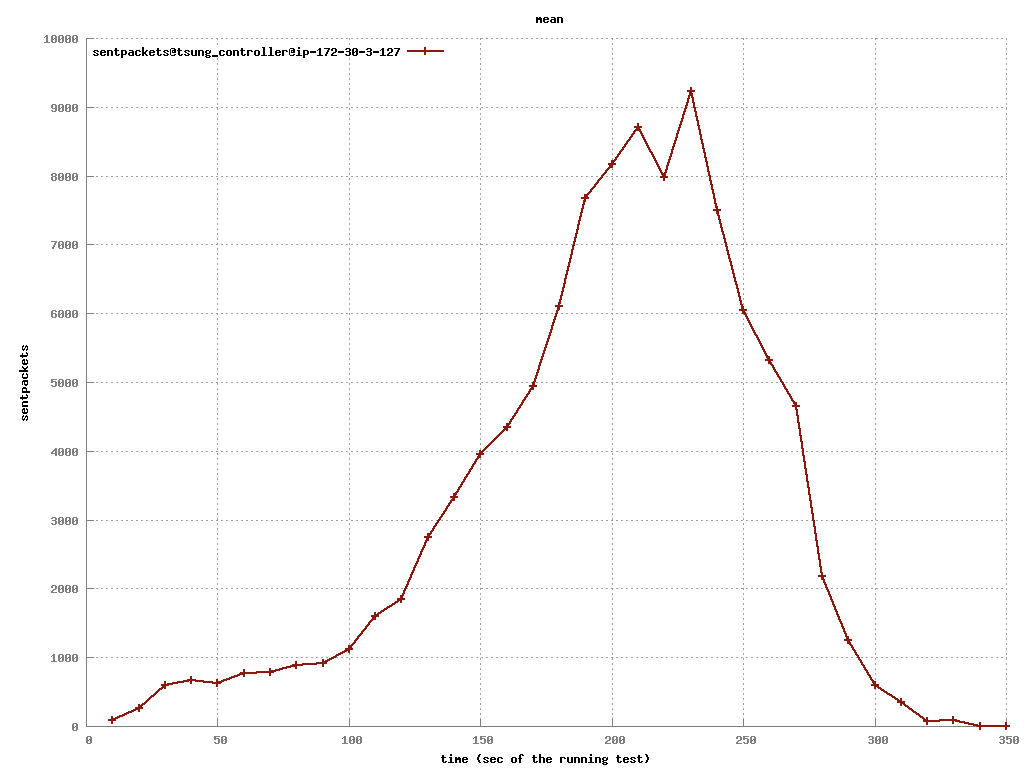 mean
10000
sentpackets@tsung_controller@ip-172-30-3-127
9000
8000
7000
6000
5000
4000
3000
2000
1000
0
sentpackets
0 50 100 150 200 250 300 350
time (sec of the running test)